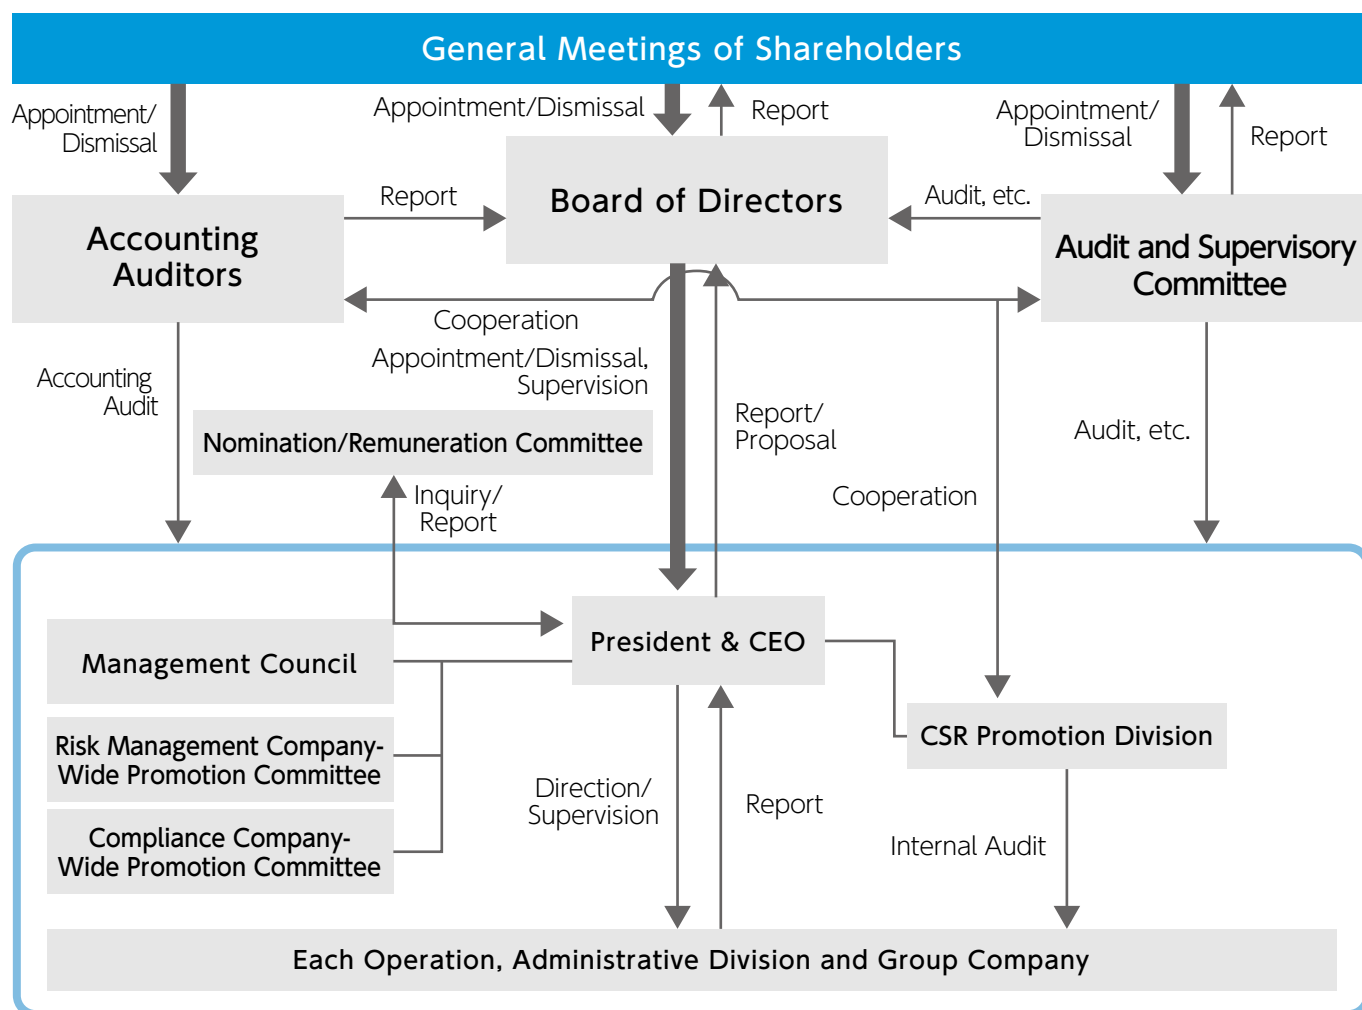 General Meetings of Shareholders
Appointment/
Dismissal
Appointment/Dismissal
Report
Appointment/
Dismissal
Report
Accounting
Auditors
Report
Board of Directors
Audit, etc.
Audit and Supervisory
Committee
Cooperation
Appointment/Dismissal,
Supervision
Accounting
Audit
Nomination/Remuneration Committee
Report/
Proposal
Audit, etc.
Inquiry/
Report
Cooperation
Management Council
President & CEO
Risk Management Company-
Wide Promotion Committee
CSR Promotion Division
Compliance Company-
Wide Promotion Committee
Direction/
Supervision
Report
Internal Audit
Each Operation, Administrative Division and Group Company